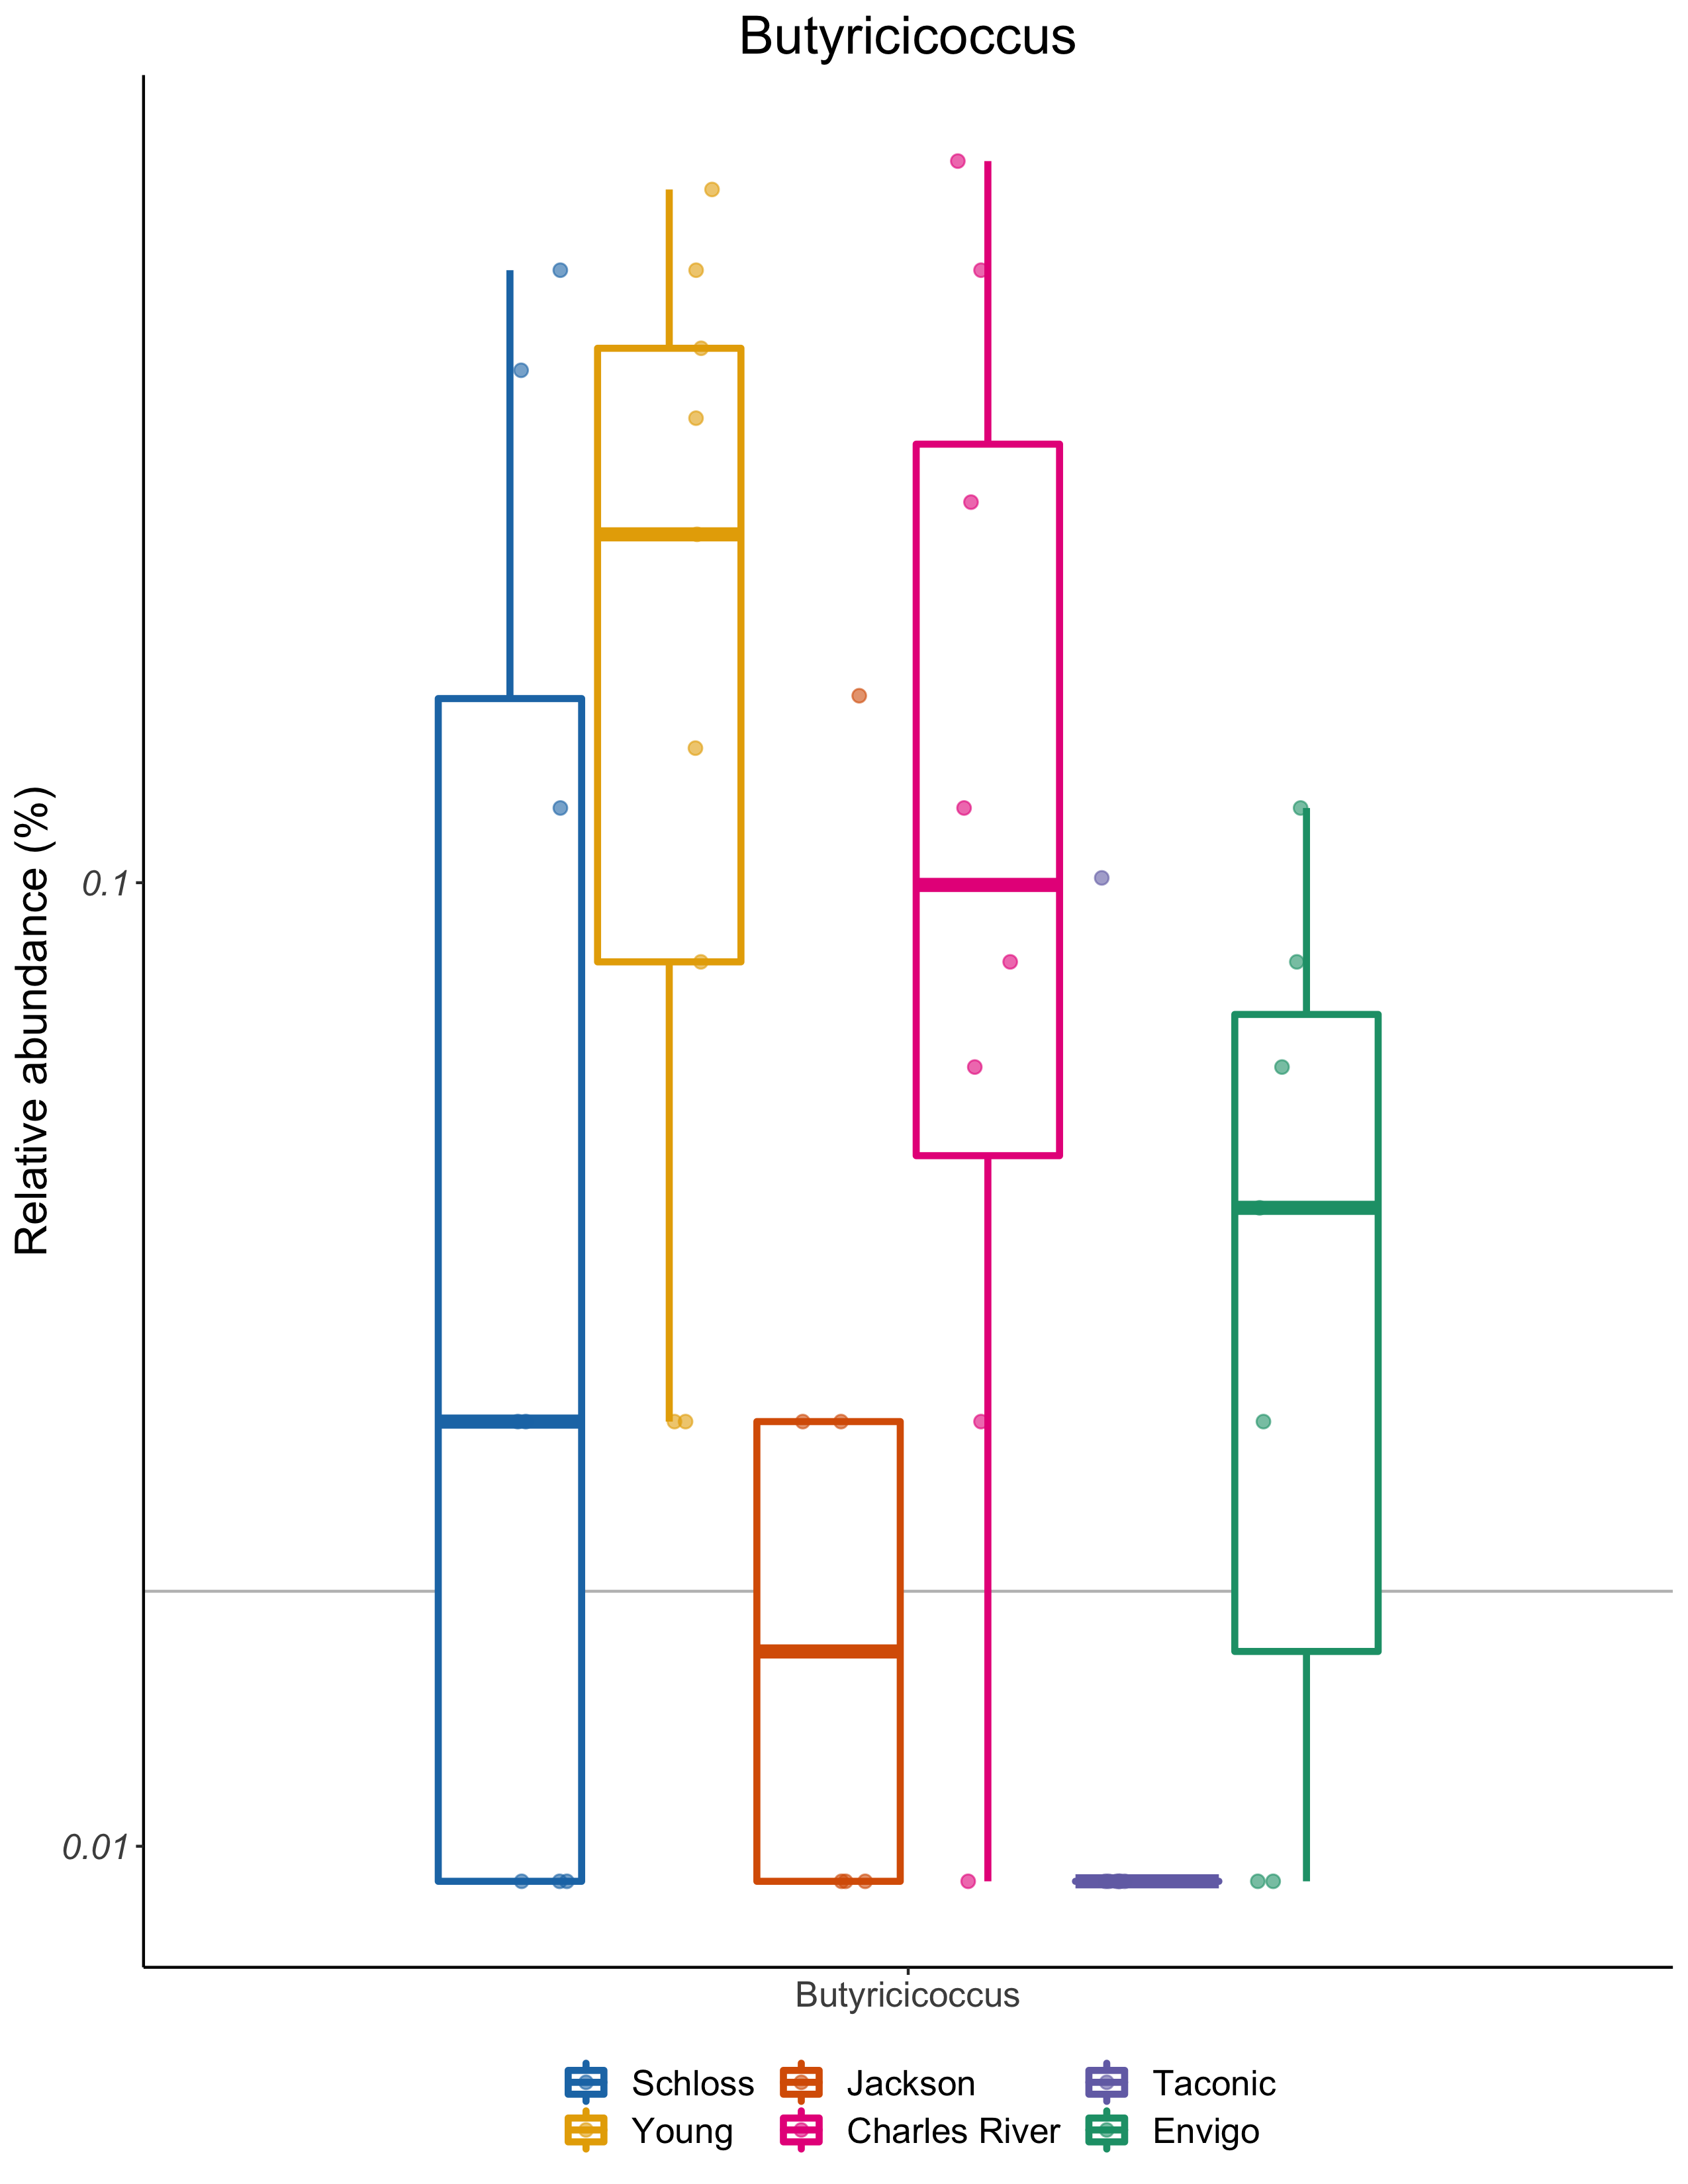 Butyricicoccus
Relative abundance (%)
0.1
0.01
Butyricicoccus
Schloss
Jackson
Taconic
Young
Charles River
Envigo